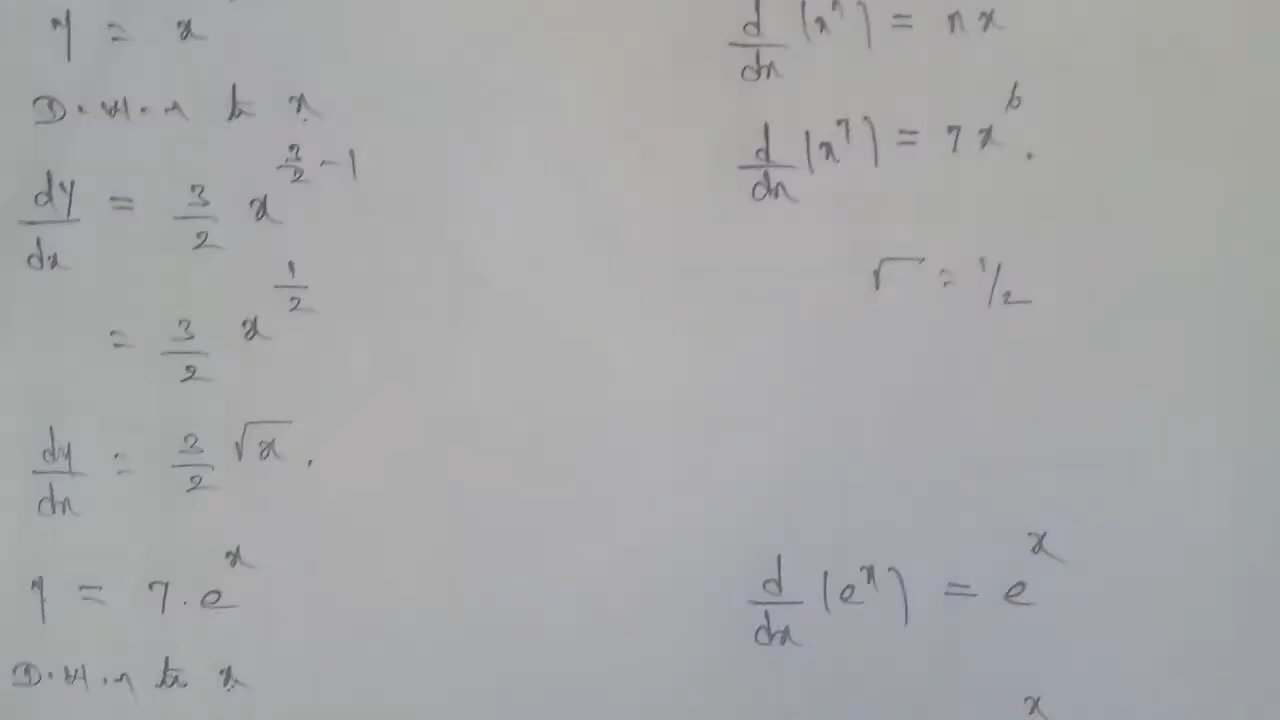 y = x
D.w.r to x
dy/dx = 3/2 x^(3/2 - 1)
= 3/2 x^(1/2)
dy/dx = 3/2 √x.
y = 7.e^x
D.w.r to x
d/dx (x^n) = nx
d/dx (x^7) = 7x^6.
√ = 1/2
d/dx (e^x) = e^x
x